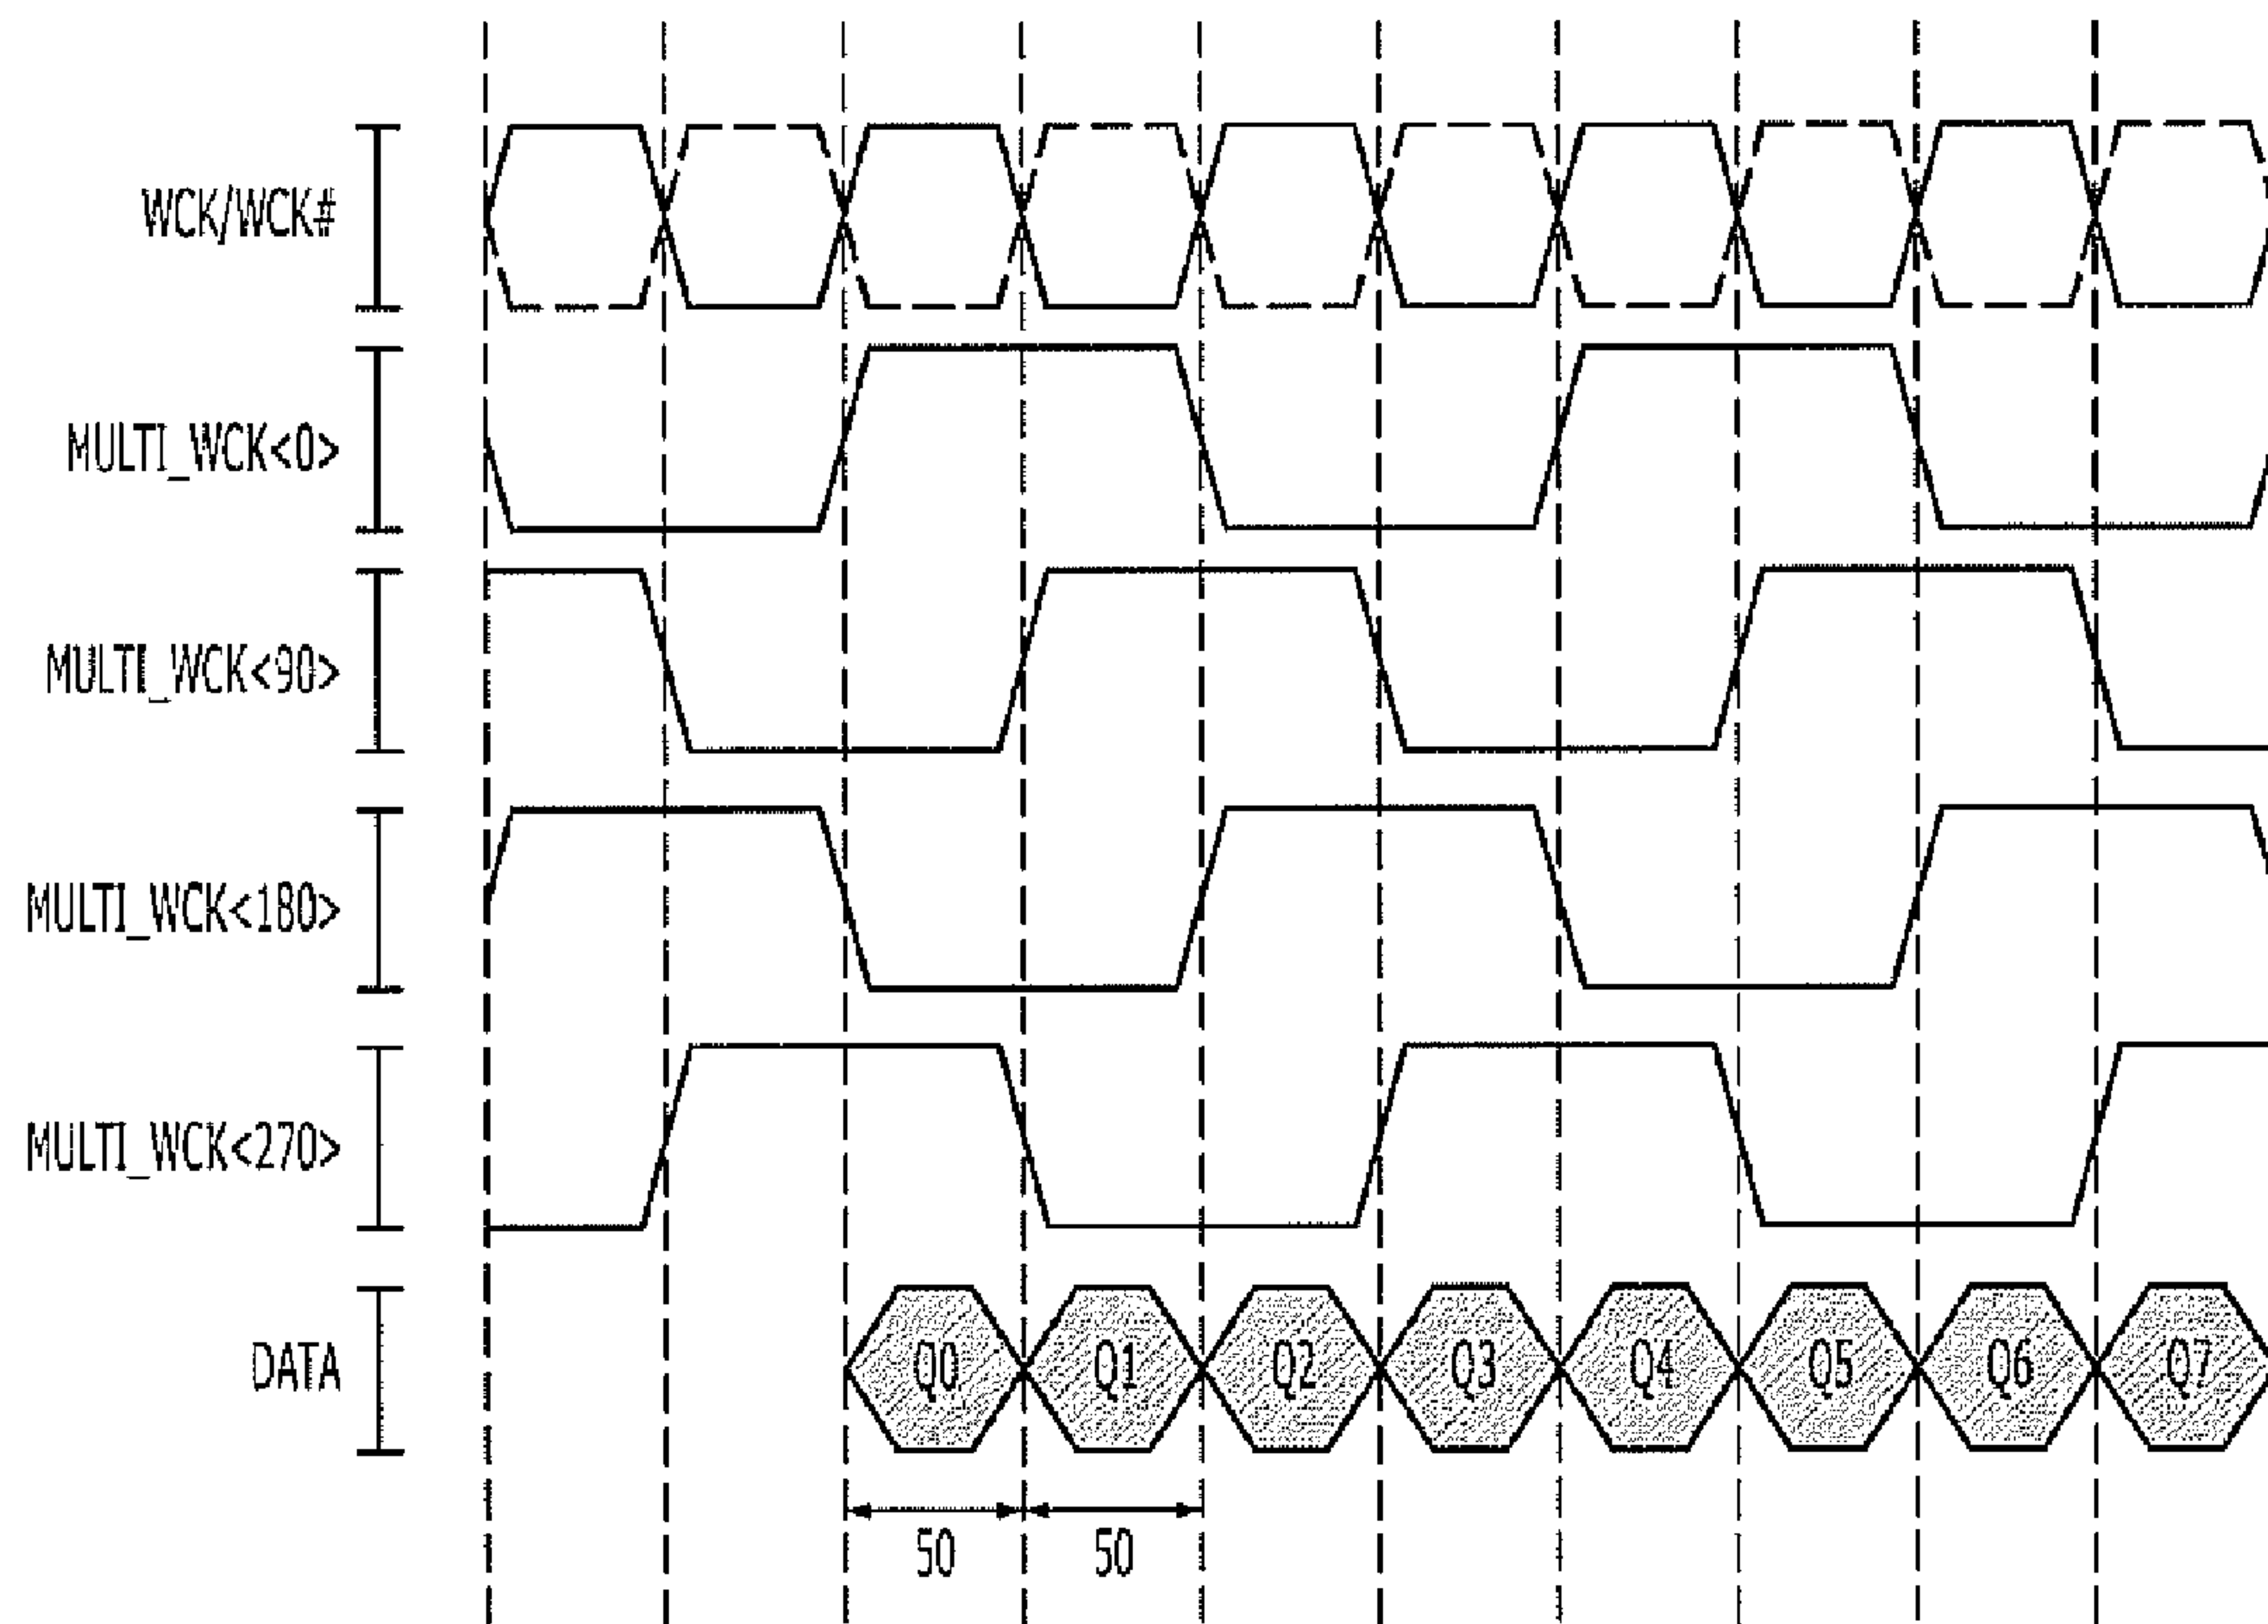 WCK/WCK#
MULTI_WCK<0>
MULTI_WCK<90>
MULTI_WCK<180>
MULTI_WCK<270>
DATA Q0 Q1 Q2 Q3 Q4 Q5 Q6 Q7
50 50